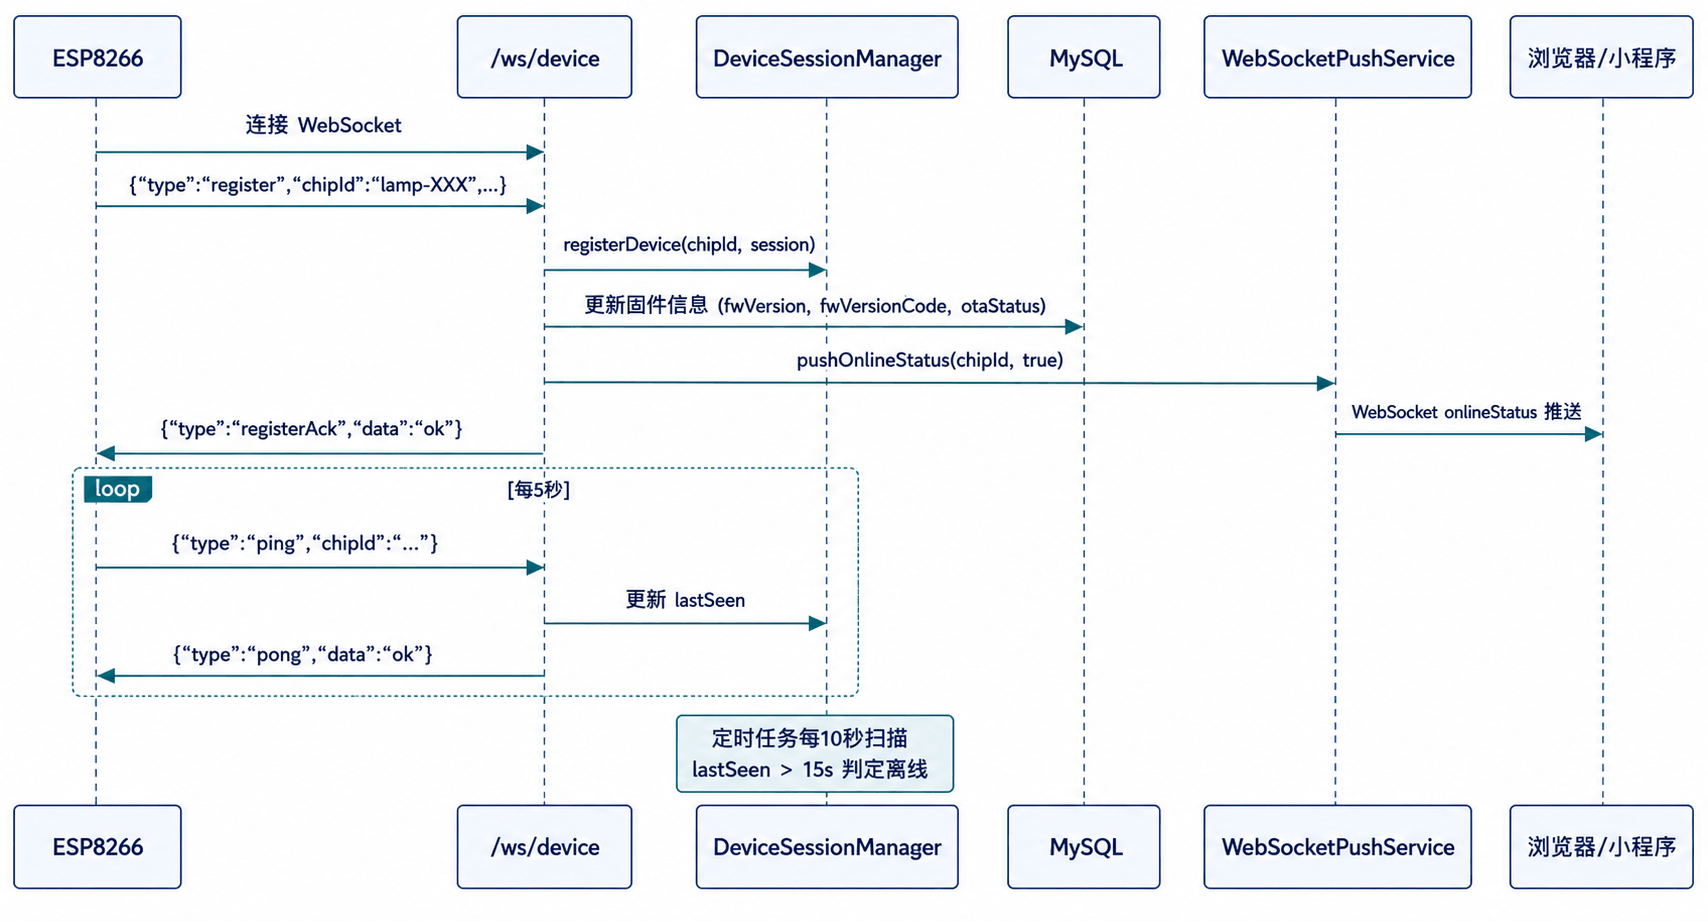 ESP8266
/ws/device
DeviceSessionManager
MySQL
WebSocketPushService
浏览器/小程序
连接 WebSocket
{“type”:“register”,“chipId”:“lamp-XXX”,...}
registerDevice(chipId, session)
更新固件信息 (fwVersion, fwVersionCode, otaStatus)
pushOnlineStatus(chipId, true)
WebSocket onlineStatus 推送
{“type”:“registerAck”,“data”:“ok”}
loop
[每5秒]
{“type”:“ping”,“chipId”:“...”}
更新 lastSeen
{“type”:“pong”,“data”:“ok”}
定时任务每10秒扫描
lastSeen > 15s 判定离线
ESP8266
/ws/device
DeviceSessionManager
MySQL
WebSocketPushService
浏览器/小程序